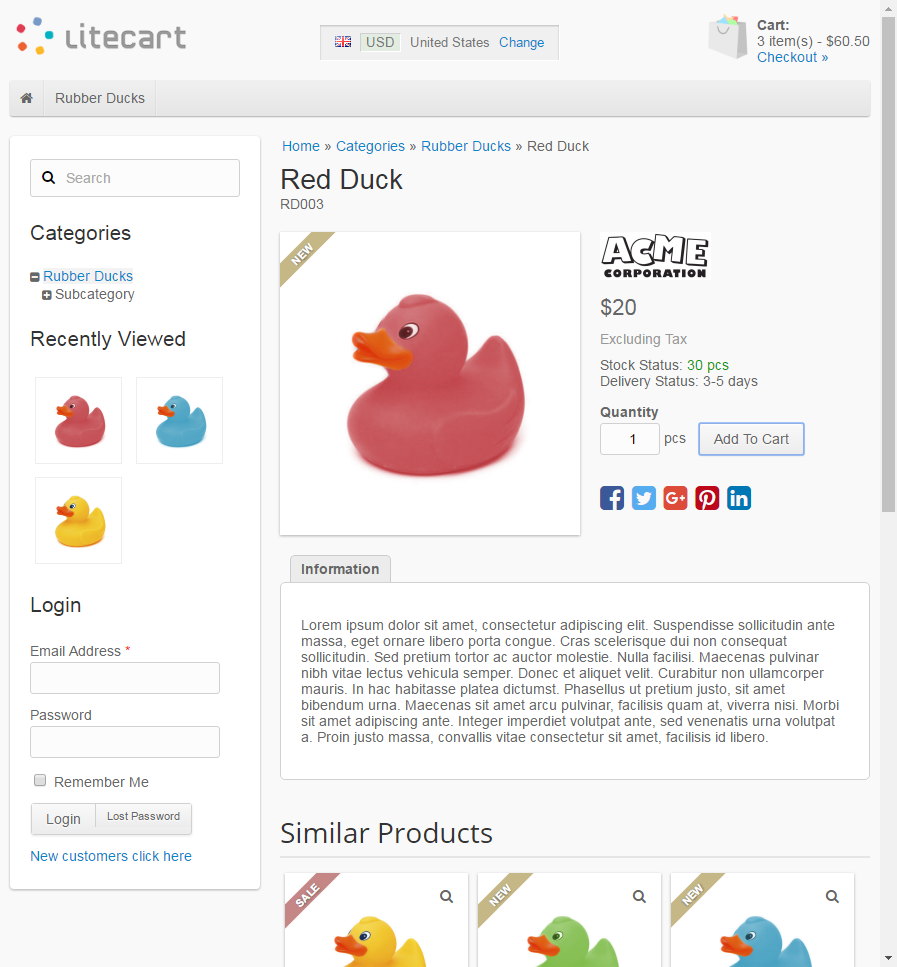 litecart
USD United States Change
Cart:
3 item(s) - $60.50
Checkout »
Rubber Ducks
Search
Categories
Rubber Ducks
Subcategory
Recently Viewed
Login
Email Address *
Password
Remember Me
Login Lost Password
New customers click here
Home » Categories » Rubber Ducks » Red Duck
Red Duck
RD003
NEW
ACME
CORPORATION
$20
Excluding Tax
Stock Status: 30 pcs
Delivery Status: 3-5 days
Quantity
1 pcs Add To Cart
Information
Lorem ipsum dolor sit amet, consectetur adipiscing elit. Suspendisse sollicitudin ante
massa, eget ornare libero porta congue. Cras scelerisque dui non consequat
sollicitudin. Sed pretium tortor ac auctor molestie. Nulla facilisi. Maecenas pulvinar
nibh vitae lectus vehicula semper. Donec et aliquet velit. Curabitur non ullamcorper
mauris. In hac habitasse platea dictumst. Phasellus ut pretium justo, sit amet
bibendum urna. Maecenas sit amet arcu pulvinar, facilisis quam at, viverra nisi. Morbi
sit amet adipiscing ante. Integer imperdiet volutpat ante, sed venenatis urna volutpat
a. Proin justo massa, convallis vitae consectetur sit amet, facilisis id libero.
Similar Products
SALE
NEW
NEW